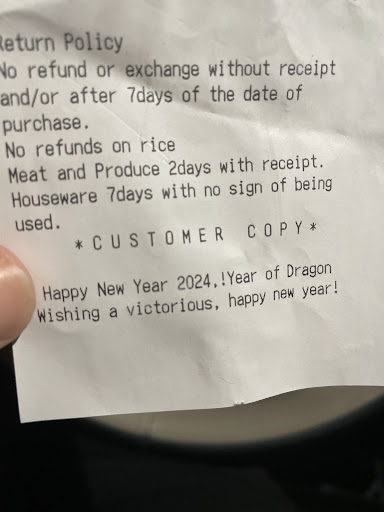 Return Policy
No refund or exchange without receipt
and/or after 7days of the date of
purchase.
No refunds on rice
Meat and Produce 2days with receipt.
Houseware 7days with no sign of being
used.
*CUSTOMER COPY*
Happy New Year 2024,!Year of Dragon
Wishing a victorious, happy new year!